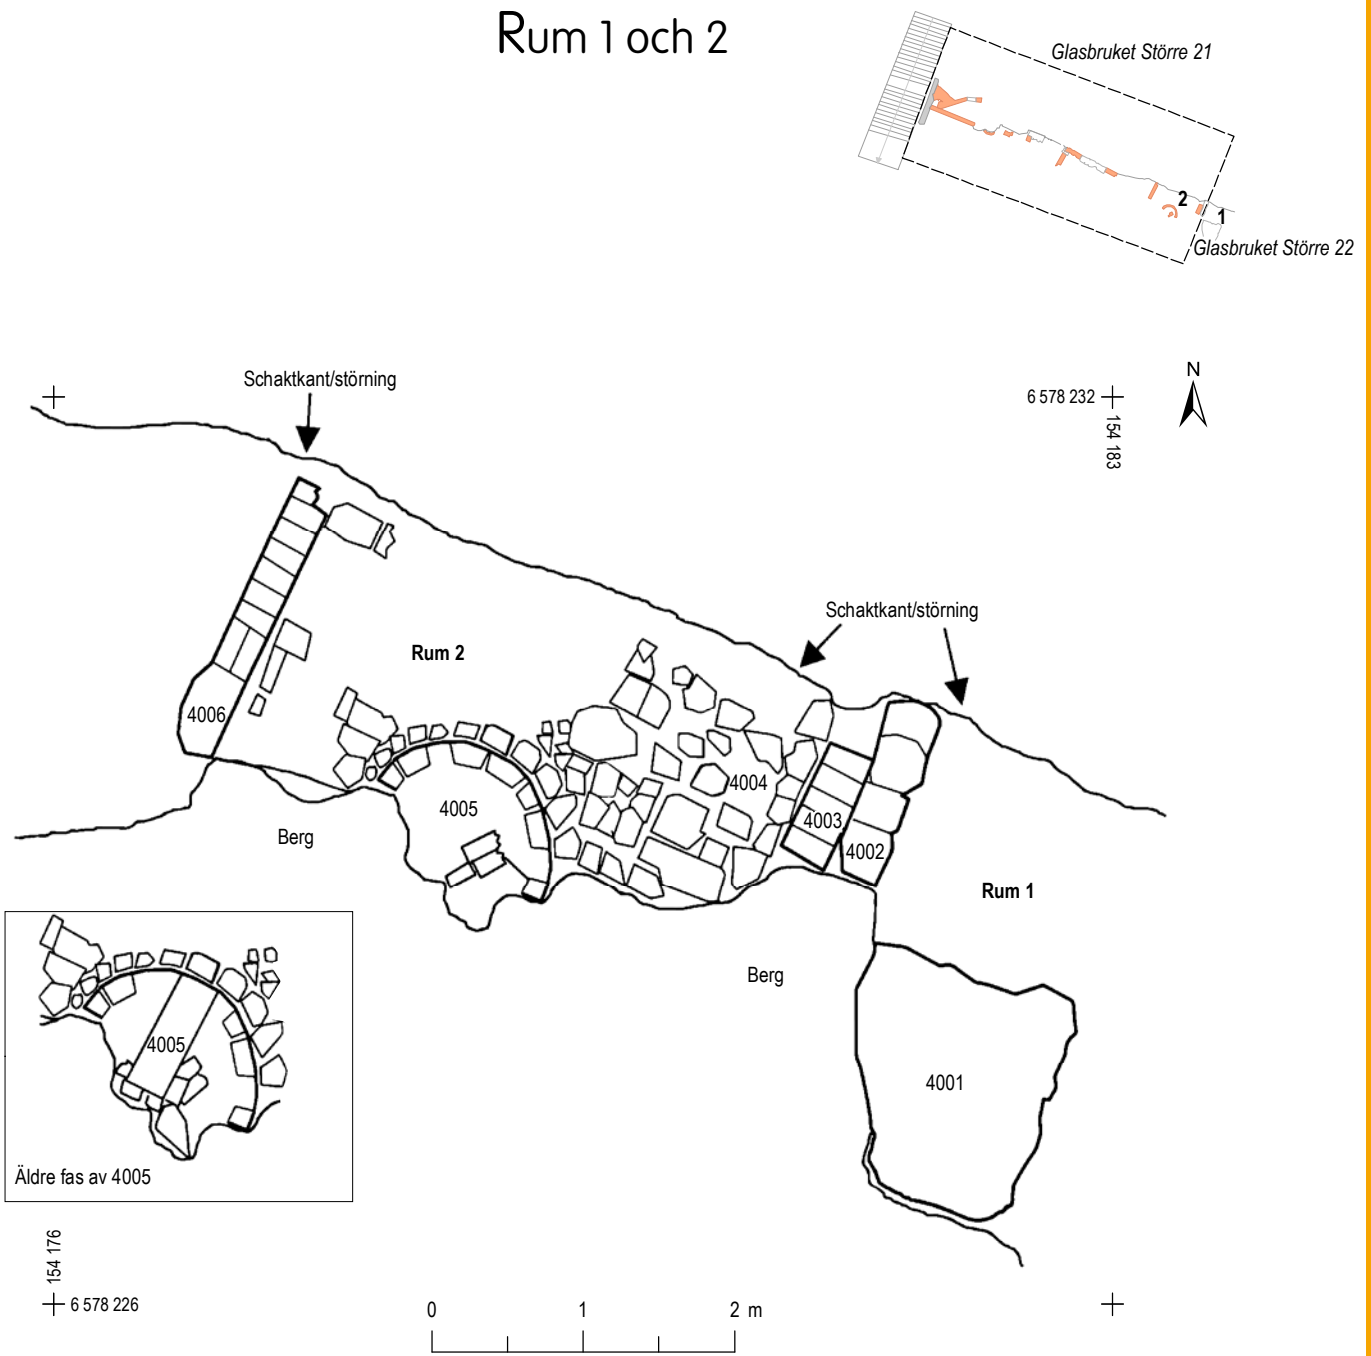 Rum 1 och 2
Glasbruket Större 21
2
1
Glasbruket Större 22
Schaktkant/störning
N
6 578 232
154 183
Schaktkant/störning
Rum 2
4006
4004
4005
4003
Berg
4002
Rum 1
Berg
4005
4001
Äldre fas av 4005
154 176
6 578 226
0 1 2 m